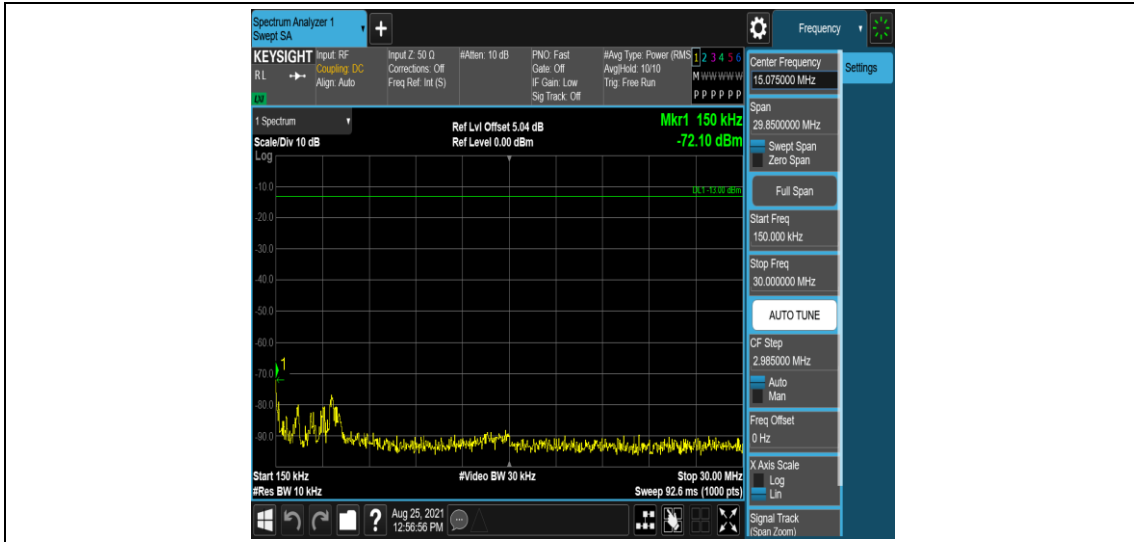 Spectrum Analyzer 1
Swept SA
+
Frequency
KEYSIGHT
RL
LXI
Input: RF
Coupling: DC
Align: Auto
Input Z: 50 Ω
Corrections: Off
Freq Ref: Int (S)
#Atten: 10 dB
PNO: Fast
Gate: Off
IF Gain: Low
Sig Track: Off
#Avg Type: Power (RMS
Avg|Hold: 10/10
Trig: Free Run
1 2 3 4 5 6
M W W W W W
P P P P P P
1 Spectrum
Scale/Div 10 dB
Ref Lvl Offset 5.04 dB
Ref Level 0.00 dBm
Mkr1 150 kHz
-72.10 dBm
Log
DL1 -13.00 dBm
-10.0
-20.0
-30.0
-40.0
-50.0
-60.0
1
-70.0
-80.0
-90.0
Start 150 kHz
#Video BW 30 kHz
Stop 30.00 MHz
#Res BW 10 kHz
Sweep 92.6 ms (1000 pts)
?
Aug 25, 2021
12:56:56 PM
Center Frequency
15.075000 MHz
Settings
Span
29.8500000 MHz
Swept Span
Zero Span
Full Span
Start Freq
150.000 kHz
Stop Freq
30.000000 MHz
AUTO TUNE
CF Step
2.985000 MHz
Auto
Man
Freq Offset
0 Hz
X Axis Scale
Log
Lin
Signal Track
(Span Zoom)